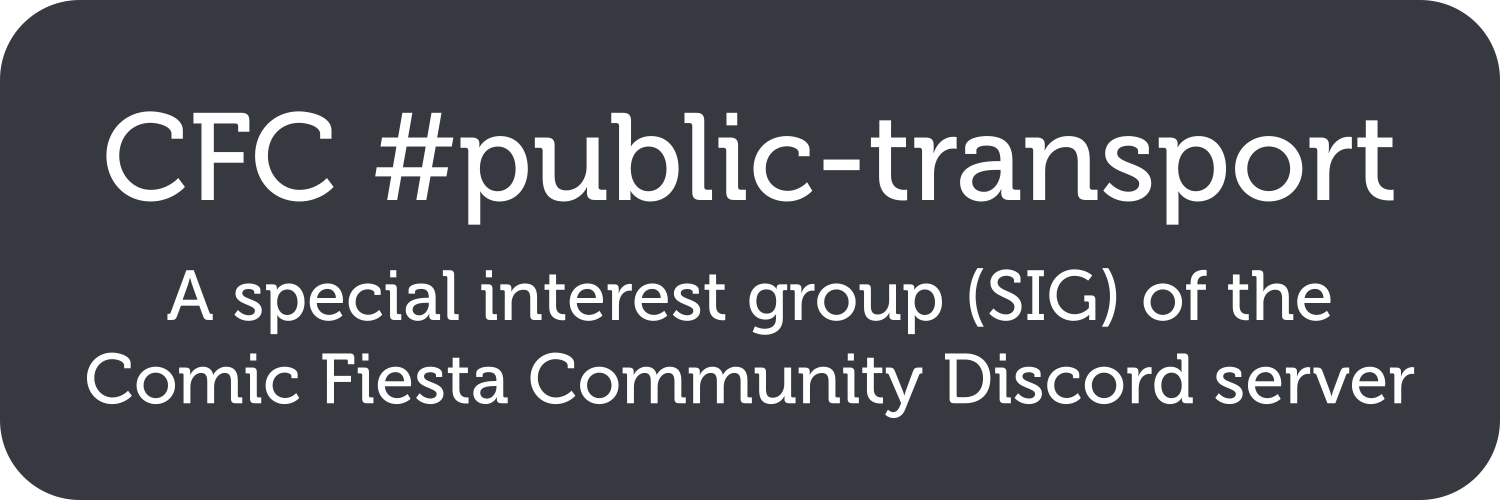 CFC #public-transport
A special interest group (SIG) of the
Comic Fiesta Community Discord server